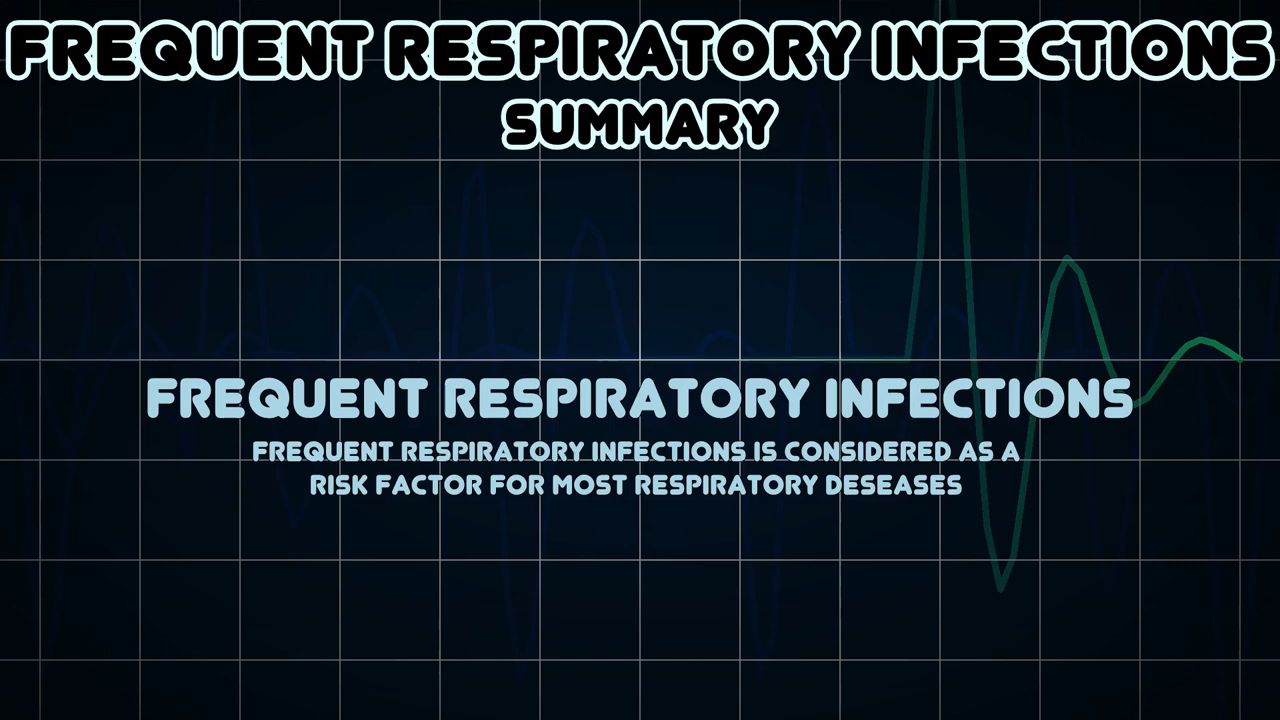 FREQUENT RESPIRATORY INFECTIONS
SUMMARY
FREQUENT RESPIRATORY INFECTIONS
FREQUENT RESPIRATORY INFECTIONS IS CONSIDERED AS A
RISK FACTOR FOR MOST RESPIRATORY DESEASES